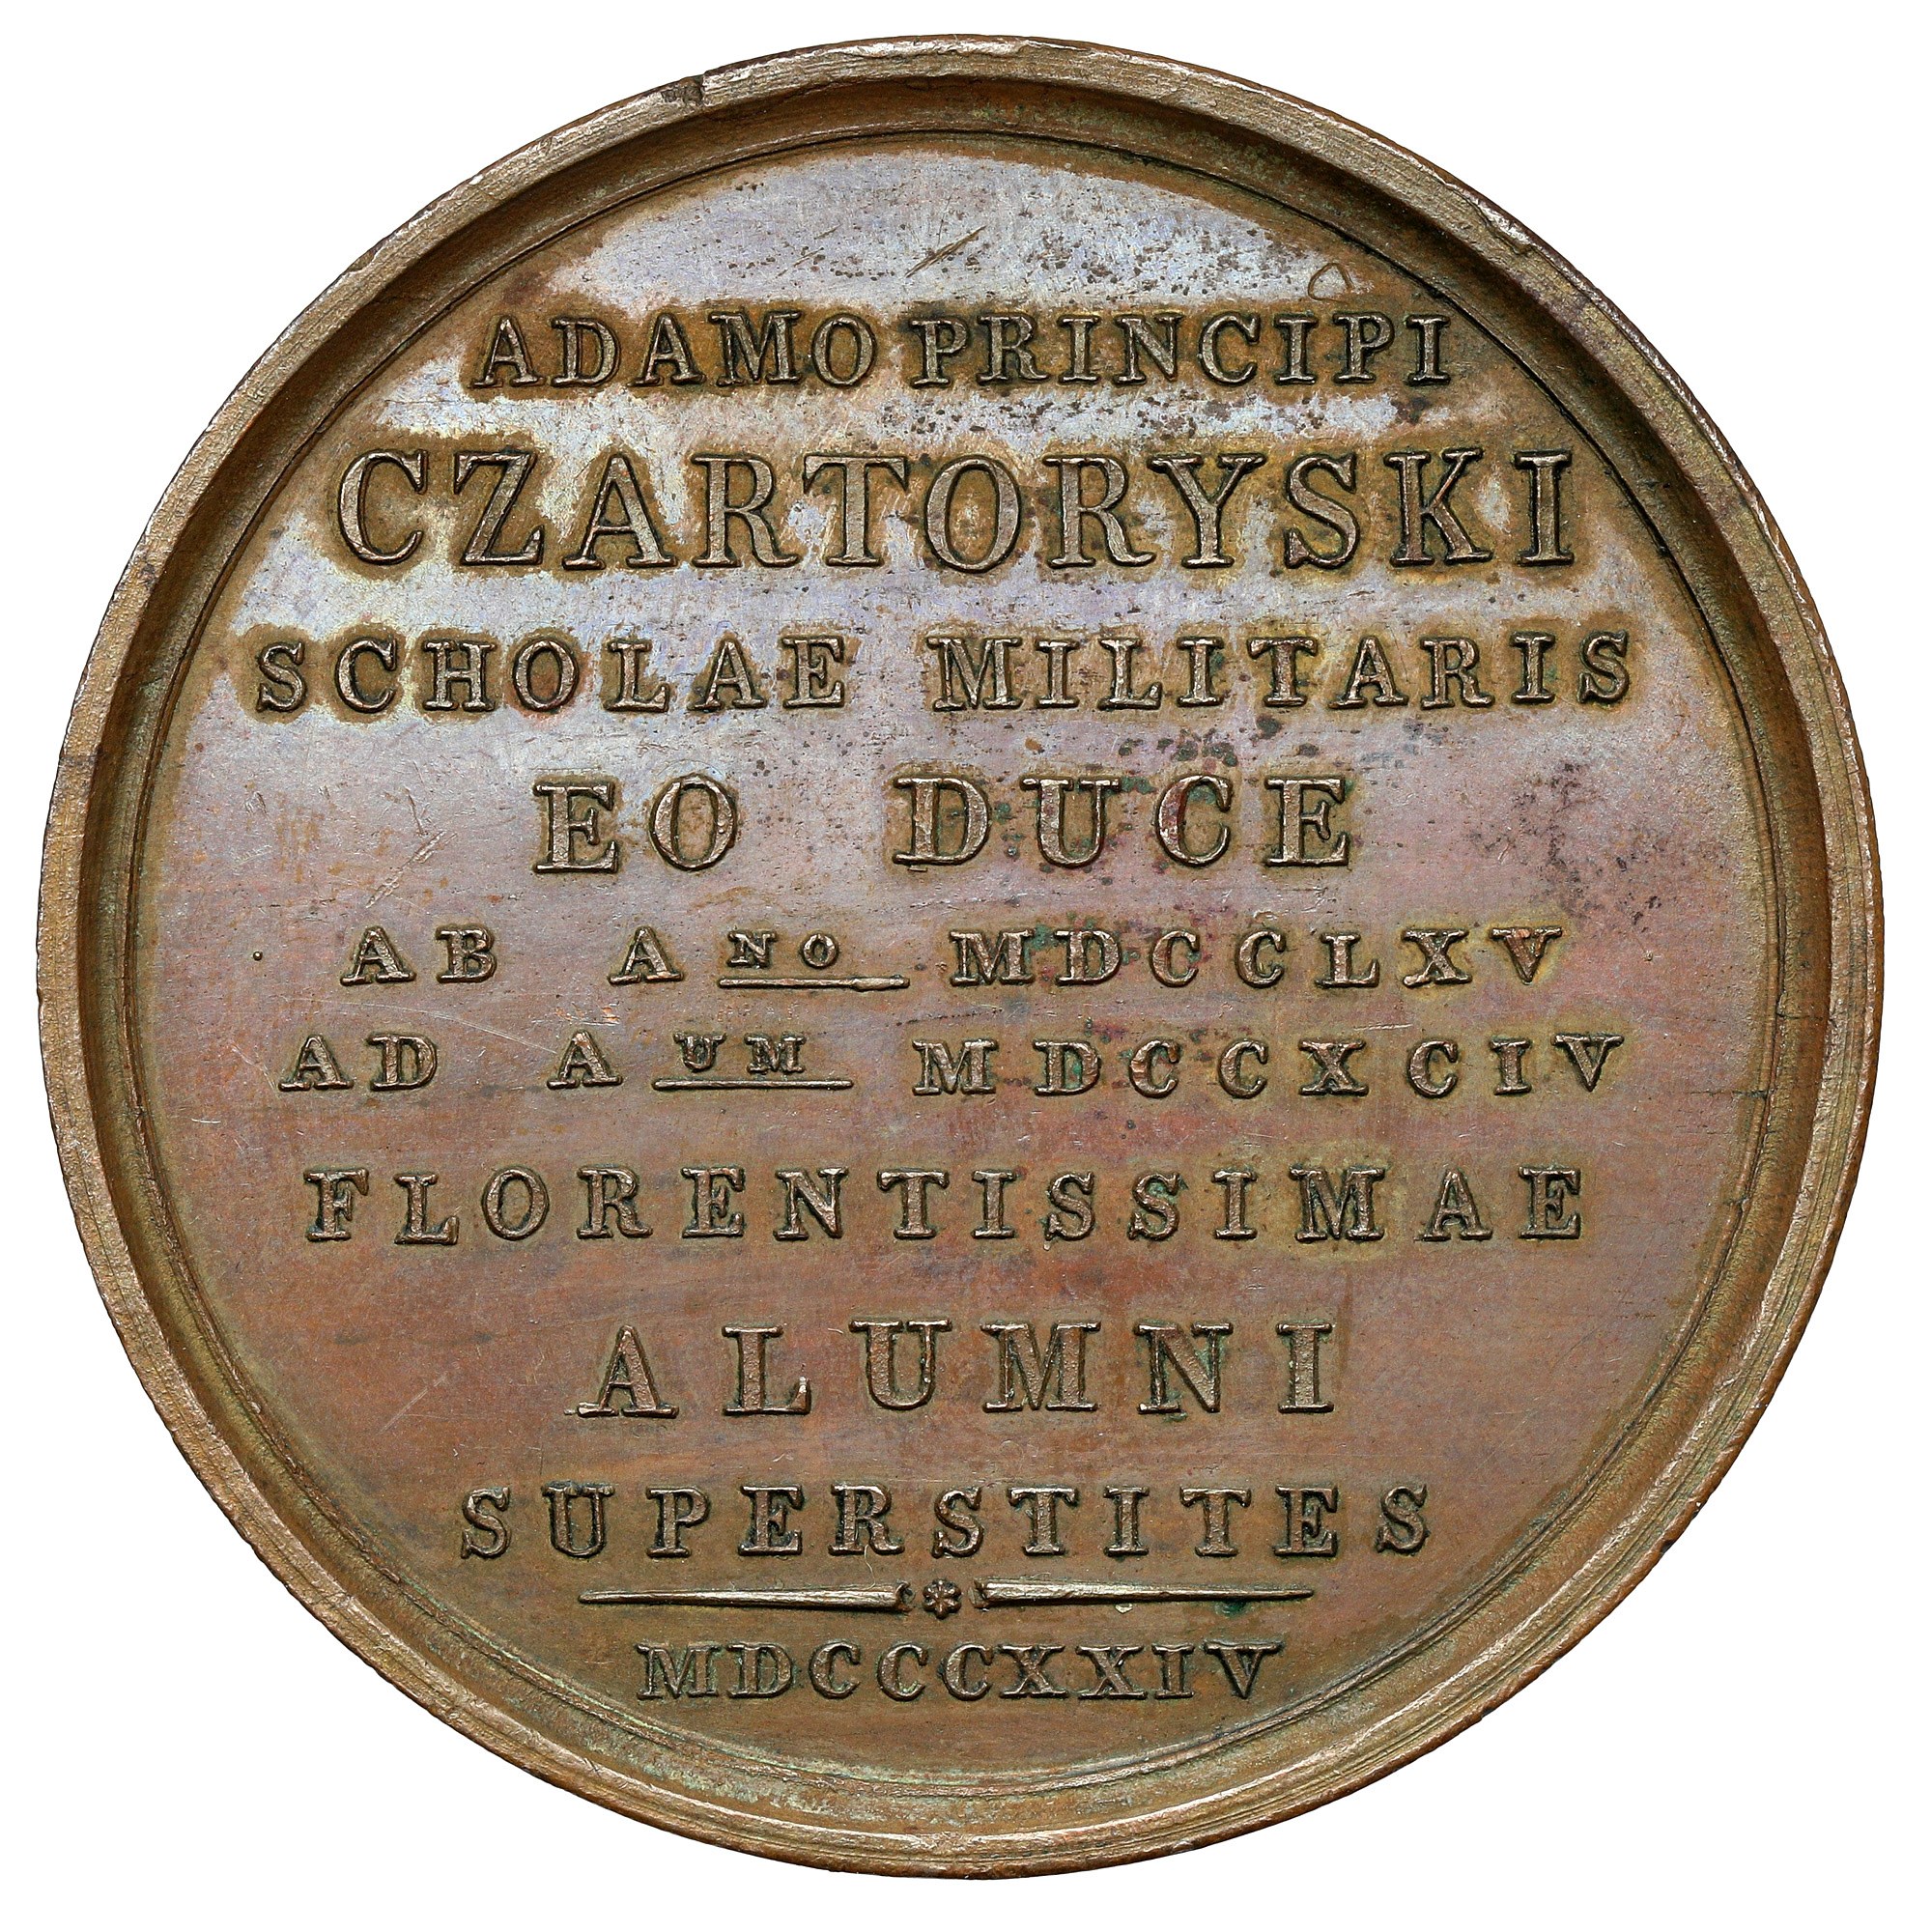 ADAMO PRINCIPI
CZARTORYSKI
SCHOLAE MILITARIS
EO DUCE
AB ANO MDCCLXV
AD AUM MDCCXCIV
FLORENTISSIMAE
ALUMNI
SUPERSTITES
MDCCCXXIV